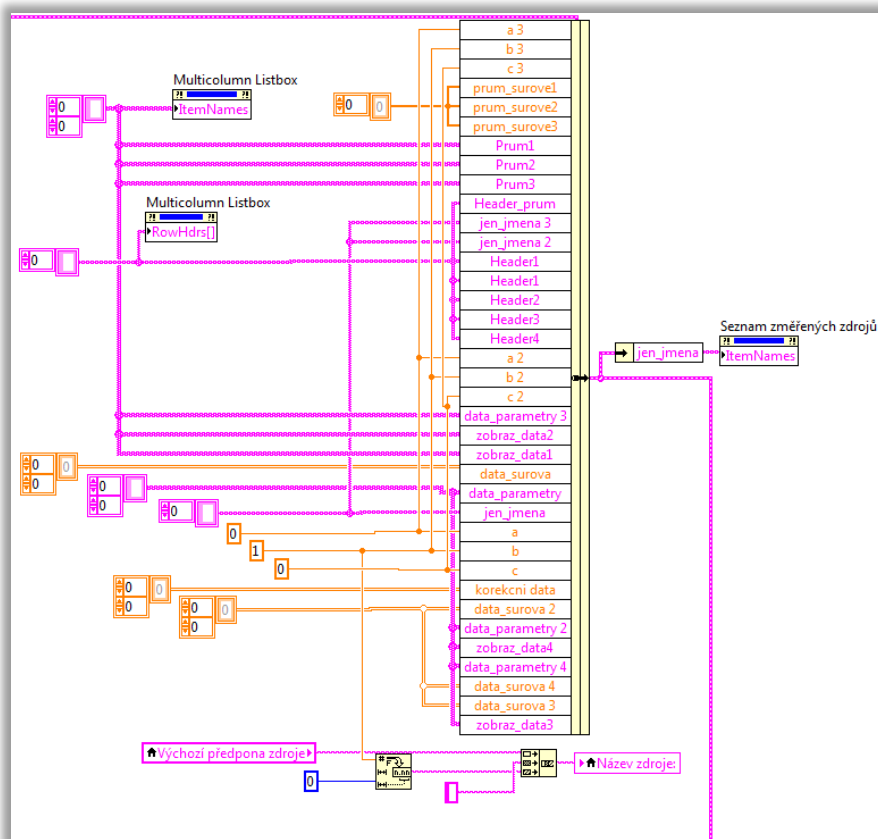 a 3
b 3
c 3
Multicolumn Listbox
ItemNames
0
0
0 0
prum_surove1
prum_surove2
prum_surove3
Prum1
Prum2
Prum3
Multicolumn Listbox
RowHdrs[]
0
Header_prum
jen_jmena 3
jen_jmena 2
Header1
Header1
Header2
Header3
Header4
Seznam změřených zdrojů
jen_jmena
ItemNames
a 2
b 2
c 2
data_parametry 3
zobraz_data2
zobraz_data1
0 0
0
data_surova
0
0
data_parametry
0
jen_jmena
0
a
1
b
0
c
0 0
0
korekcni data
0 0
0
data_surova 2
data_parametry 2
zobraz_data4
data_parametry 4
data_surova 4
data_surova 3
zobraz_data3
Výchozí předpona zdroje
0
Název zdroje: